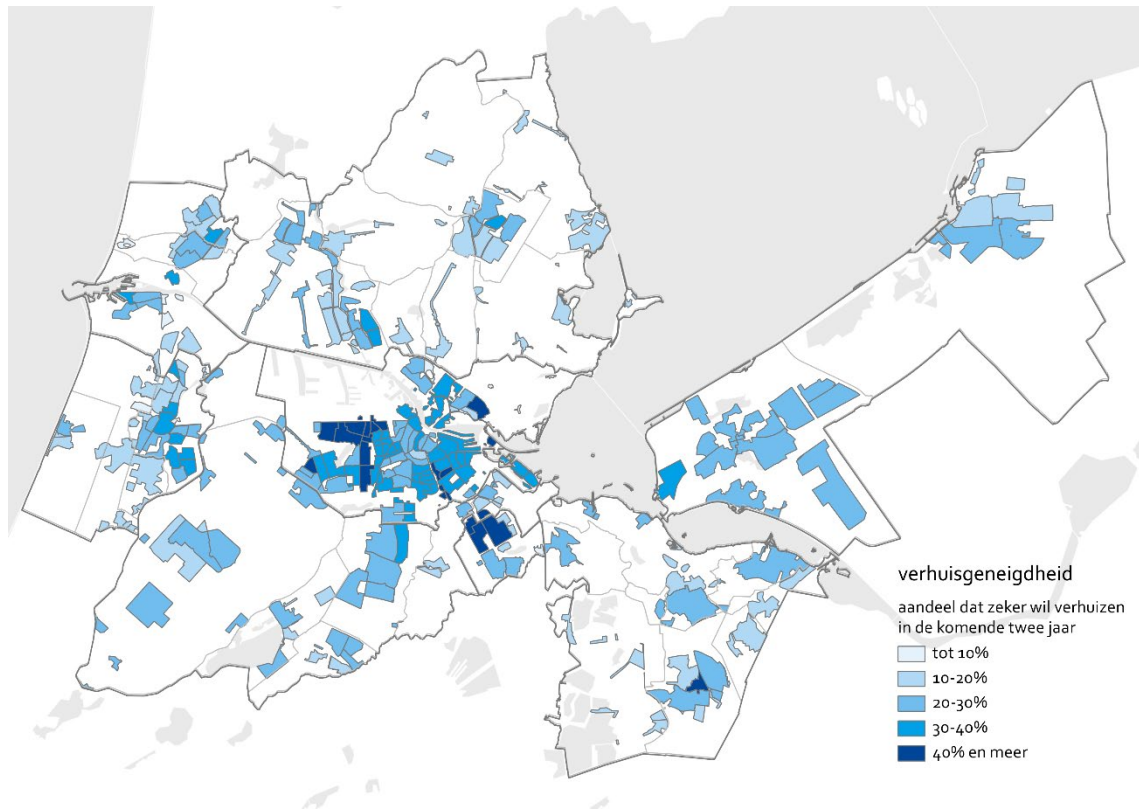 verhuisgeneigdheid
aandeel dat zeker wil verhuizen
in de komende twee jaar
tot 10%
10-20%
20-30%
30-40%
40% en meer